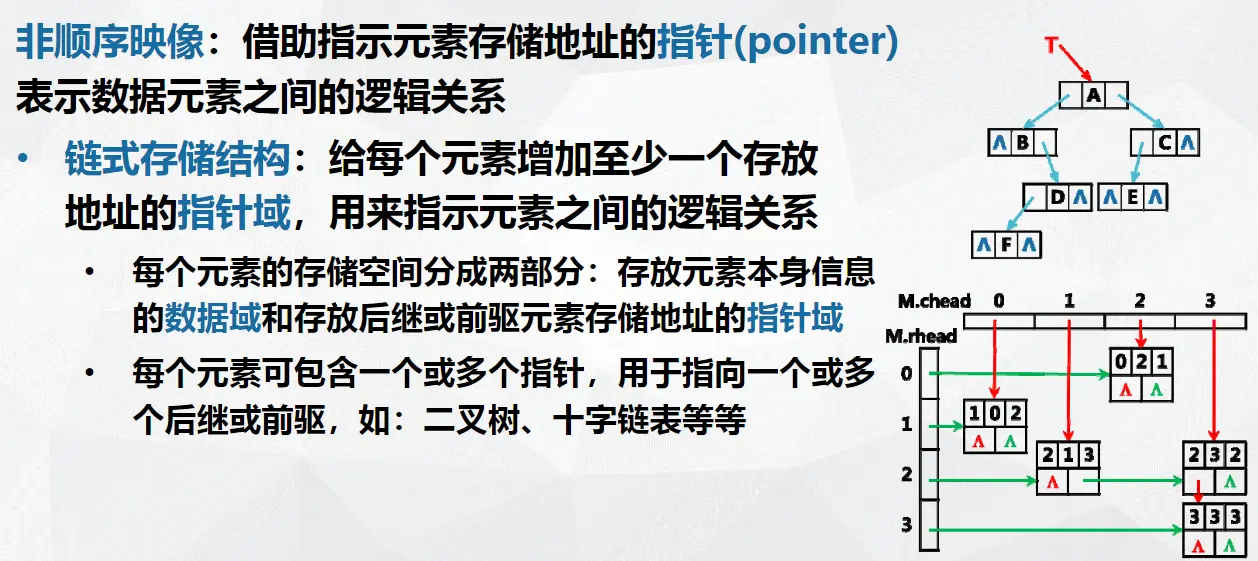 非顺序映像：借助指示元素存储地址的指针(pointer)
表示数据元素之间的逻辑关系
• 链式存储结构：给每个元素增加至少一个存放
地址的指针域，用来指示元素之间的逻辑关系
• 每个元素的存储空间分成两部分：存放元素本身信息
的数据域和存放后继或前驱元素存储地址的指针域
• 每个元素可包含一个或多个指针，用于指向一个或多
个后继或前驱，如：二叉树、十字链表等等
T
A
Λ B
C Λ
D Λ
Λ E Λ
Λ F Λ
M.chead 0 1 2 3
M.rhead
0
0 2 1
Λ Λ
1
1 0 2
Λ Λ
2
2 1 3
Λ
2 3 2
Λ
3
3 3 3
Λ Λ